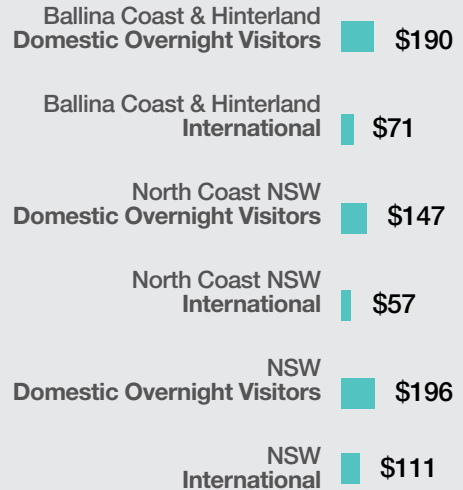 Ballina Coast & Hinterland
Domestic Overnight Visitors
$190
Ballina Coast & Hinterland
International
$71
North Coast NSW
Domestic Overnight Visitors
$147
North Coast NSW
International
$57
NSW
Domestic Overnight Visitors
$196
NSW
International
$111